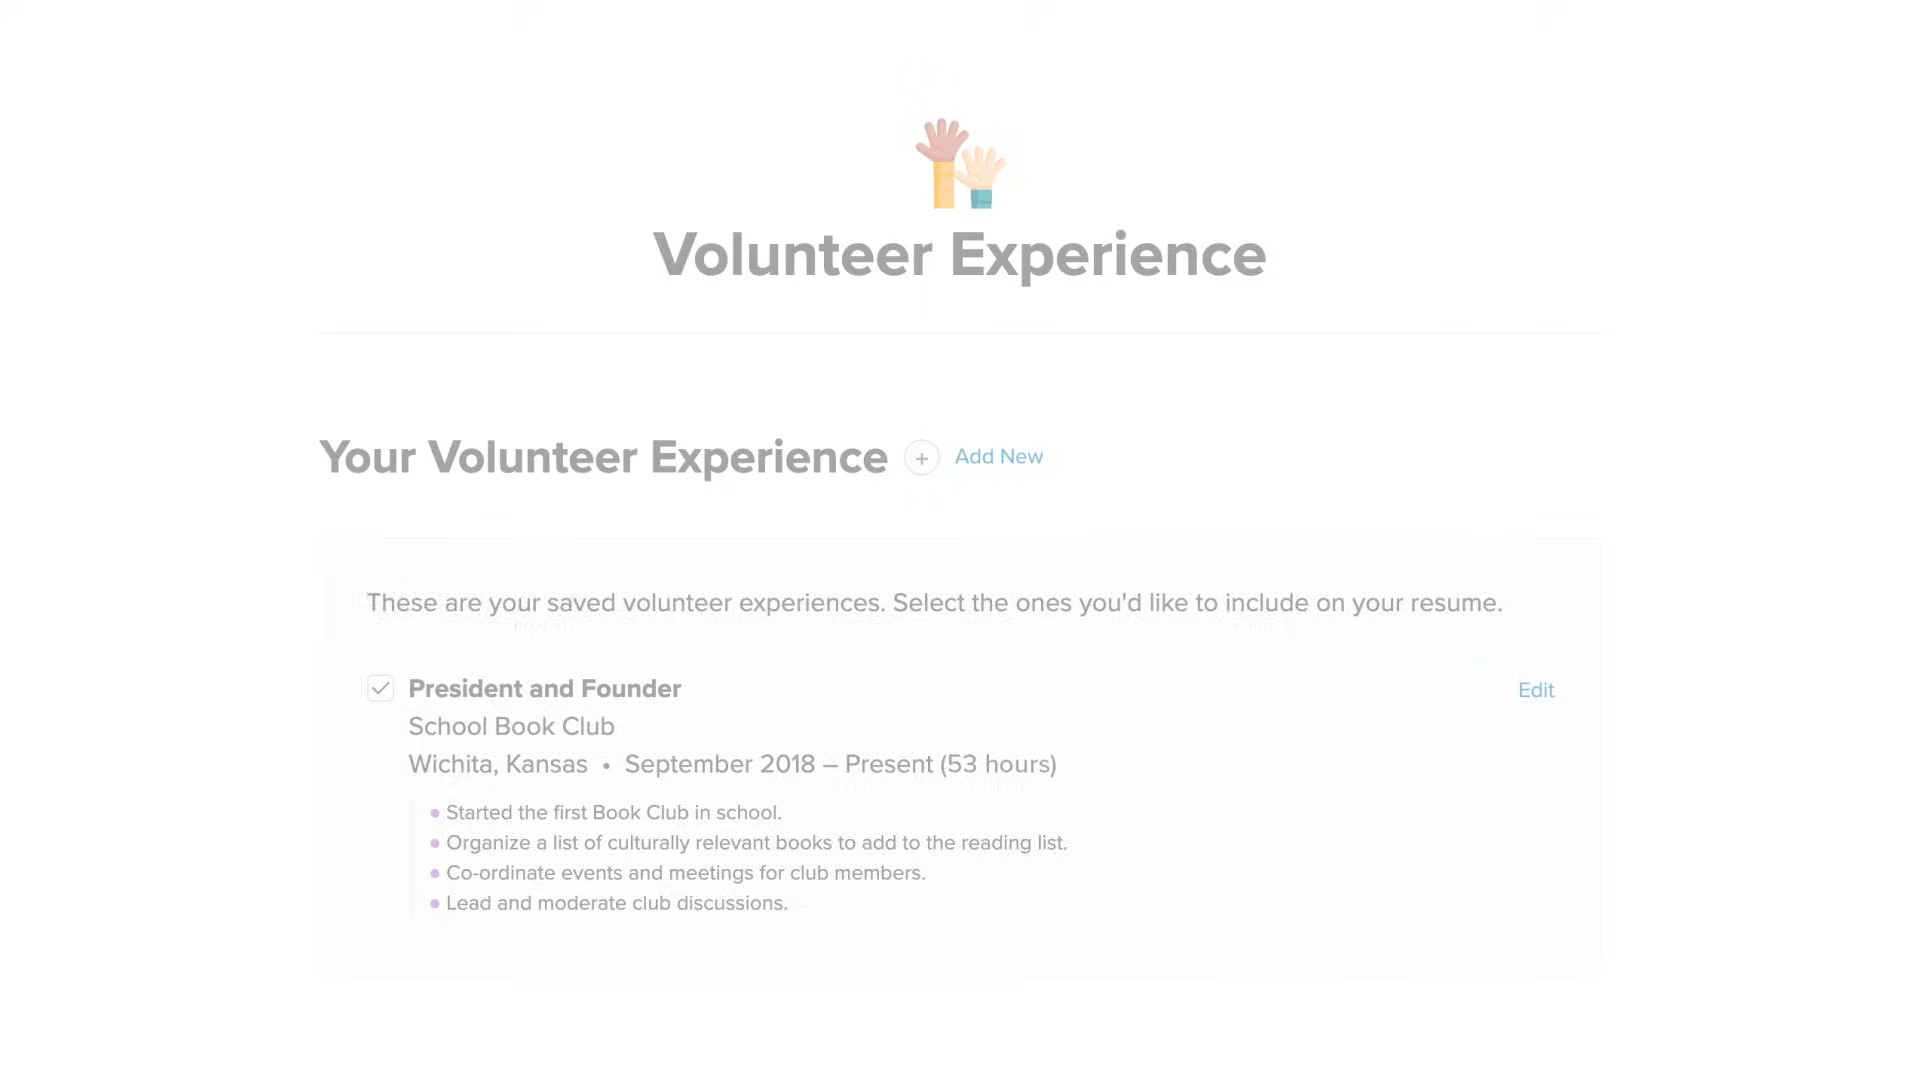 Volunteer Experience
Your Volunteer Experience + Add New
These are your saved volunteer experiences. Select the ones you'd like to include on your resume.
President and Founder
Edit
School Book Club
Wichita, Kansas • September 2018 – Present (53 hours)
• Started the first Book Club in school.
• Organize a list of culturally relevant books to add to the reading list.
• Co-ordinate events and meetings for club members.
• Lead and moderate club discussions.